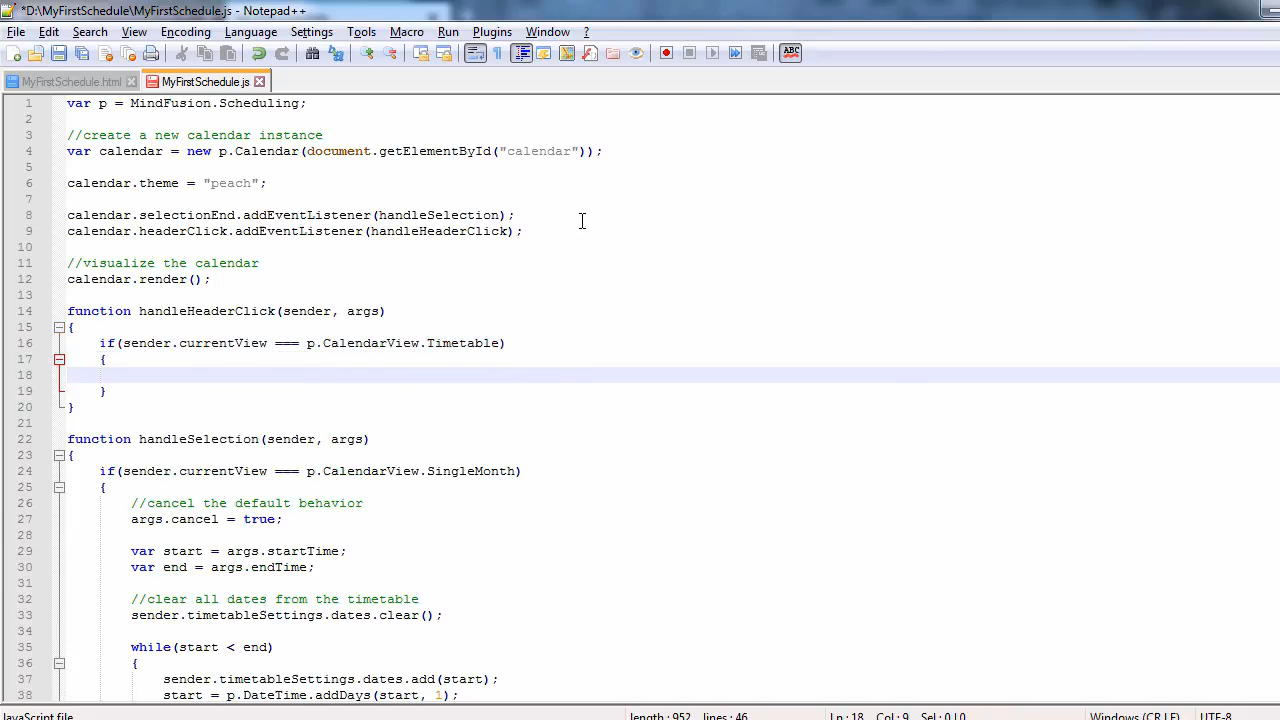 *D:\MyFirstSchedule\MyFirstSchedule.js - Notepad++
File Edit Search View Encoding Language Settings Tools Macro Run Plugins Window ?
ABC
MyFirstSchedule.html MyFirstSchedule.js
1 var p = MindFusion.Scheduling;
2
3 //create a new calendar instance
4 var calendar = new p.Calendar(document.getElementById("calendar"));
5
6 calendar.theme = "peach";
7
8 calendar.selectionEnd.addEventListener(handleSelection);
9 calendar.headerClick.addEventListener(handleHeaderClick);
10
11 //visualize the calendar
12 calendar.render();
13
14 function handleHeaderClick(sender, args)
15 {
16 if(sender.currentView === p.CalendarView.Timetable)
17 {
18
19 }
20 }
21
22 function handleSelection(sender, args)
23 {
24 if(sender.currentView === p.CalendarView.SingleMonth)
25 {
26 //cancel the default behavior
27 args.cancel = true;
28
29 var start = args.startTime;
30 var end = args.endTime;
31
32 //clear all dates from the timetable
33 sender.timetableSettings.dates.clear();
34
35 while(start < end)
36 {
37 sender.timetableSettings.dates.add(start);
38 start = p.DateTime.addDays(start, 1);
JavaScript file length : 952 lines : 46 Ln : 18 Col : 9 Sel : 0 | 0 Windows (CR LF) UTF-8